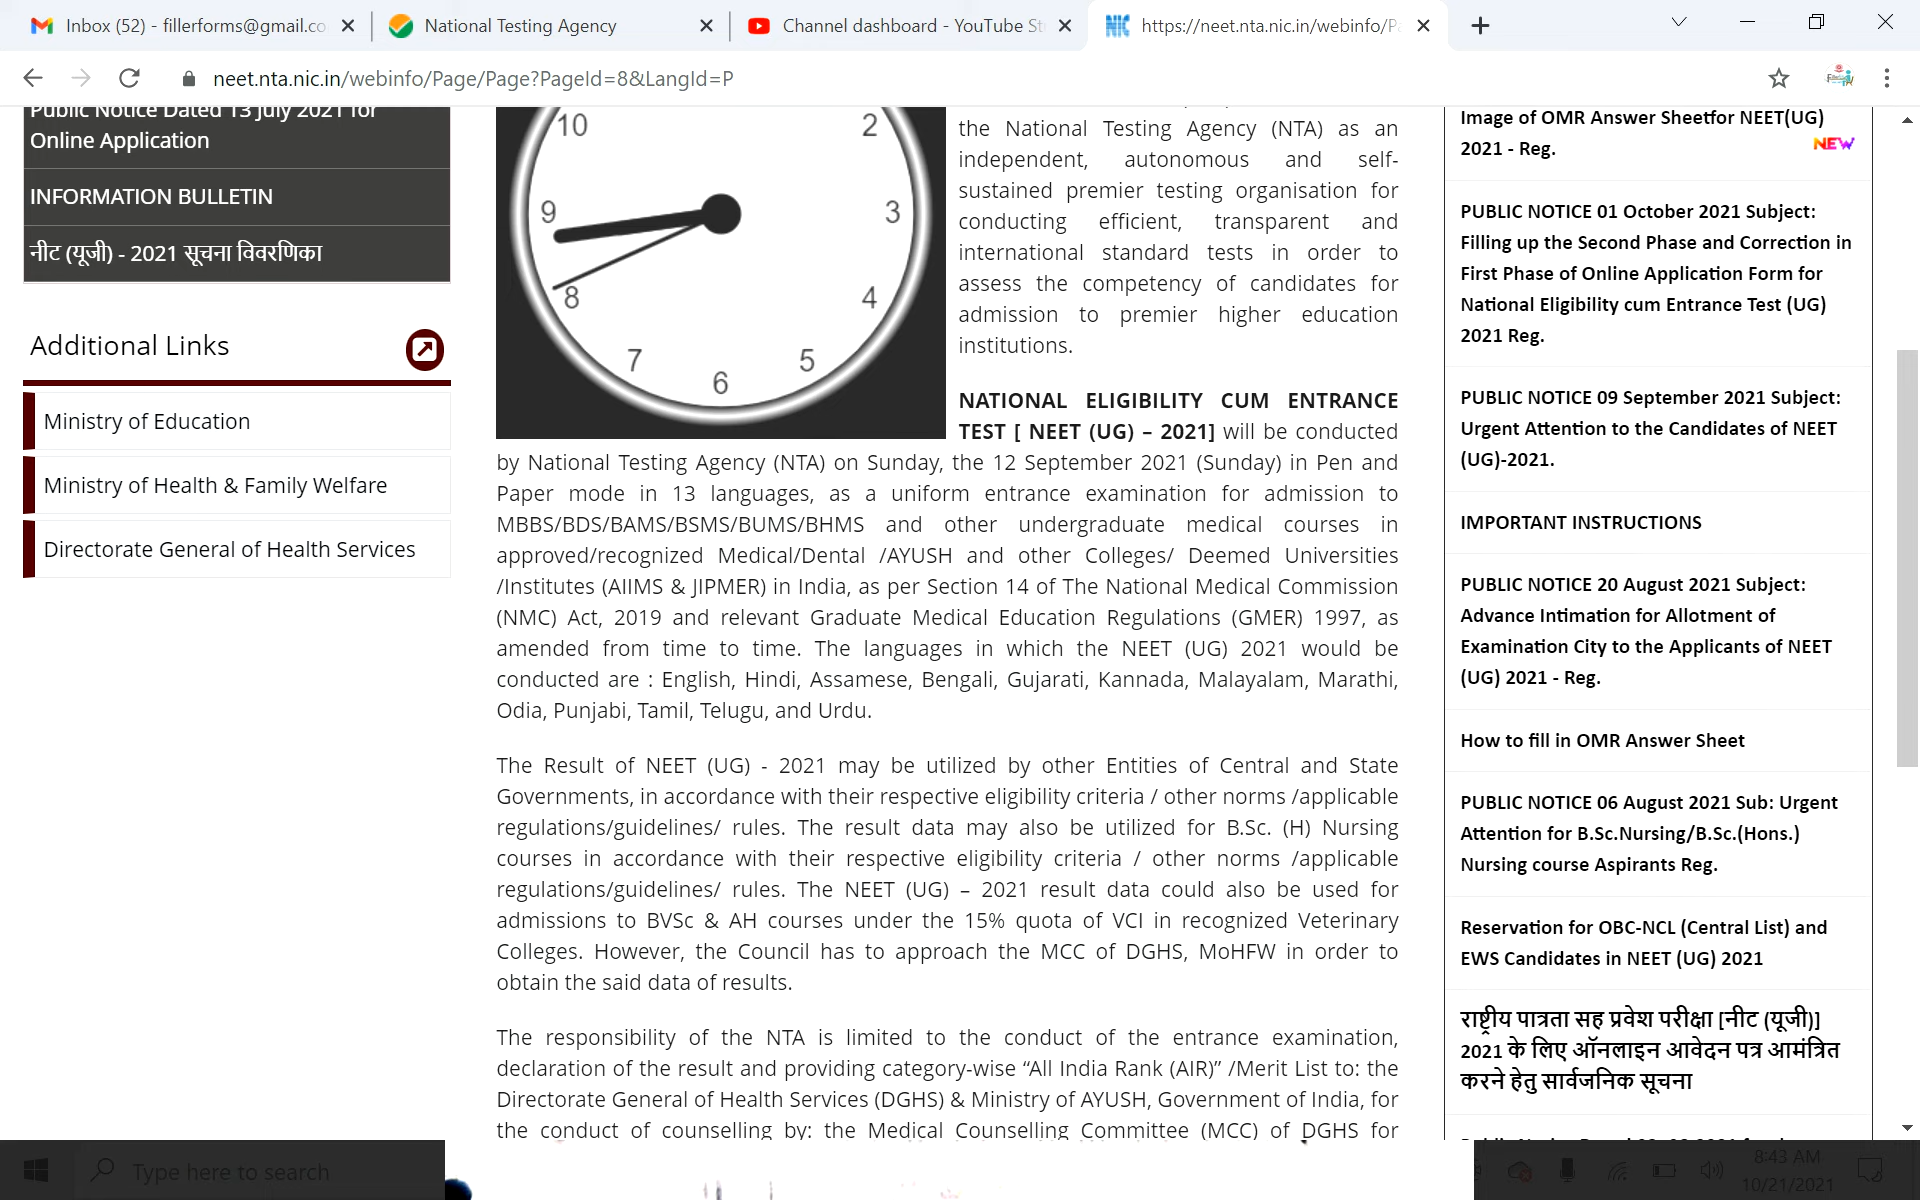 Inbox (52) - fillerforms@gmail.co
National Testing Agency
Channel dashboard - YouTube St
https://neet.nta.nic.in/webinfo/Pa
neet.nta.nic.in/webinfo/Page/Page?PageId=8&LangId=P
Public Notice Dated 13 July 2021 for
Online Application
INFORMATION BULLETIN
नीट (यूजी) - 2021 सूचना विवरणिका
Additional Links
Ministry of Education
Ministry of Health & Family Welfare
Directorate General of Health Services
10
2
9
3
8
4
7
5
6
the National Testing Agency (NTA) as an
independent, autonomous and self-
sustained premier testing organisation for
conducting efficient, transparent and
international standard tests in order to
assess the competency of candidates for
admission to premier higher education
institutions.
NATIONAL ELIGIBILITY CUM ENTRANCE
TEST [ NEET (UG) – 2021] will be conducted
by National Testing Agency (NTA) on Sunday, the 12 September 2021 (Sunday) in Pen and
Paper mode in 13 languages, as a uniform entrance examination for admission to
MBBS/BDS/BAMS/BSMS/BUMS/BHMS and other undergraduate medical courses in
approved/recognized Medical/Dental /AYUSH and other Colleges/ Deemed Universities
/Institutes (AIIMS & JIPMER) in India, as per Section 14 of The National Medical Commission
(NMC) Act, 2019 and relevant Graduate Medical Education Regulations (GMER) 1997, as
amended from time to time. The languages in which the NEET (UG) 2021 would be
conducted are : English, Hindi, Assamese, Bengali, Gujarati, Kannada, Malayalam, Marathi,
Odia, Punjabi, Tamil, Telugu, and Urdu.
The Result of NEET (UG) - 2021 may be utilized by other Entities of Central and State
Governments, in accordance with their respective eligibility criteria / other norms /applicable
regulations/guidelines/ rules. The result data may also be utilized for B.Sc. (H) Nursing
courses in accordance with their respective eligibility criteria / other norms /applicable
regulations/guidelines/ rules. The NEET (UG) – 2021 result data could also be used for
admissions to BVSc & AH courses under the 15% quota of VCI in recognized Veterinary
Colleges. However, the Council has to approach the MCC of DGHS, MoHFW in order to
obtain the said data of results.
The responsibility of the NTA is limited to the conduct of the entrance examination,
declaration of the result and providing category-wise “All India Rank (AIR)” /Merit List to: the
Directorate General of Health Services (DGHS) & Ministry of AYUSH, Government of India, for
the conduct of counselling by: the Medical Counselling Committee (MCC) of DGHS for
Image of OMR Answer Sheetfor NEET(UG)
2021 - Reg.
NEW
PUBLIC NOTICE 01 October 2021 Subject:
Filling up the Second Phase and Correction in
First Phase of Online Application Form for
National Eligibility cum Entrance Test (UG)
2021 Reg.
PUBLIC NOTICE 09 September 2021 Subject:
Urgent Attention to the Candidates of NEET
(UG)-2021.
IMPORTANT INSTRUCTIONS
PUBLIC NOTICE 20 August 2021 Subject:
Advance Intimation for Allotment of
Examination City to the Applicants of NEET
(UG) 2021 - Reg.
How to fill in OMR Answer Sheet
PUBLIC NOTICE 06 August 2021 Sub: Urgent
Attention for B.Sc.Nursing/B.Sc.(Hons.)
Nursing course Aspirants Reg.
Reservation for OBC-NCL (Central List) and
EWS Candidates in NEET (UG) 2021
राष्ट्रीय पात्रता सह प्रवेश परीक्षा [नीट (यूजी)]
2021 के लिए ऑनलाइन आवेदन पत्र आमंत्रित
करने हेतु सार्वजनिक सूचना
Type here to search
8:43 AM
10/21/2021